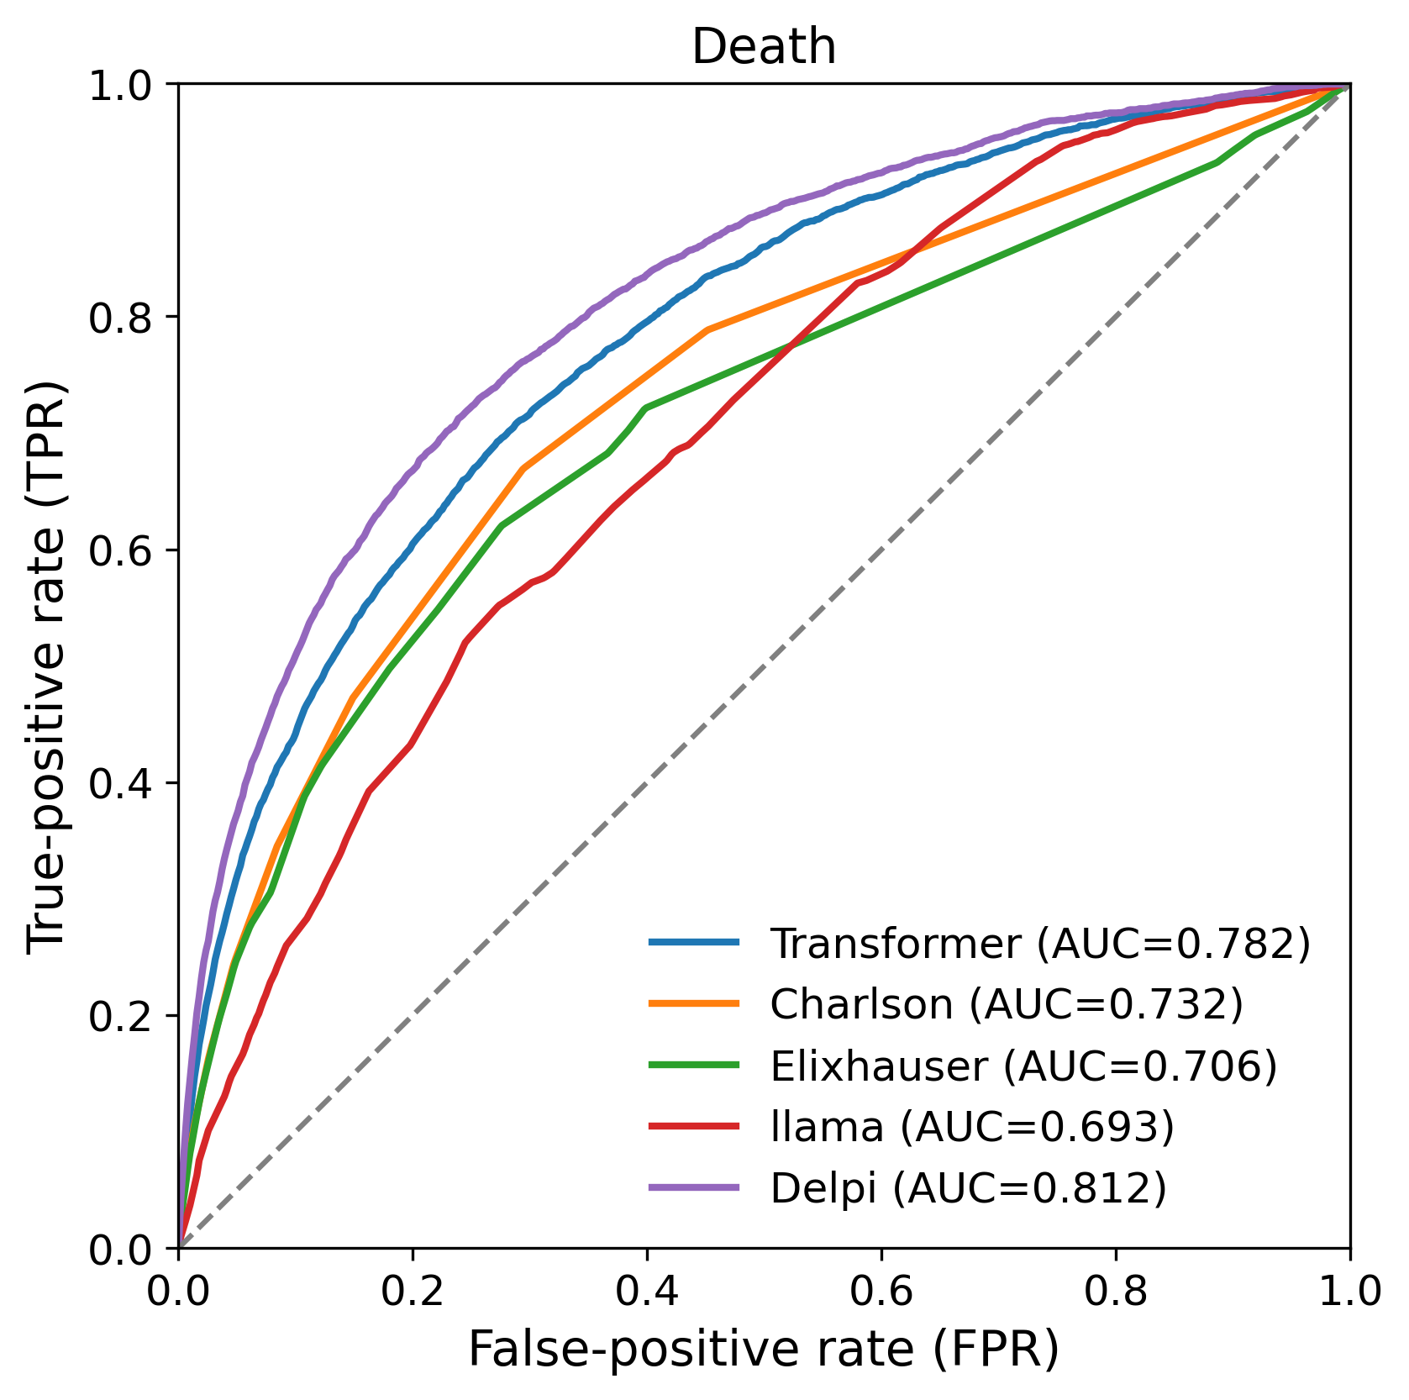 Death
True-positive rate (TPR)
1.0
0.8
0.6
0.4
0.2
0.0
Transformer (AUC=0.782)
Charlson (AUC=0.732)
Elixhauser (AUC=0.706)
llama (AUC=0.693)
Delpi (AUC=0.812)
0.0 0.2 0.4 0.6 0.8 1.0
False-positive rate (FPR)